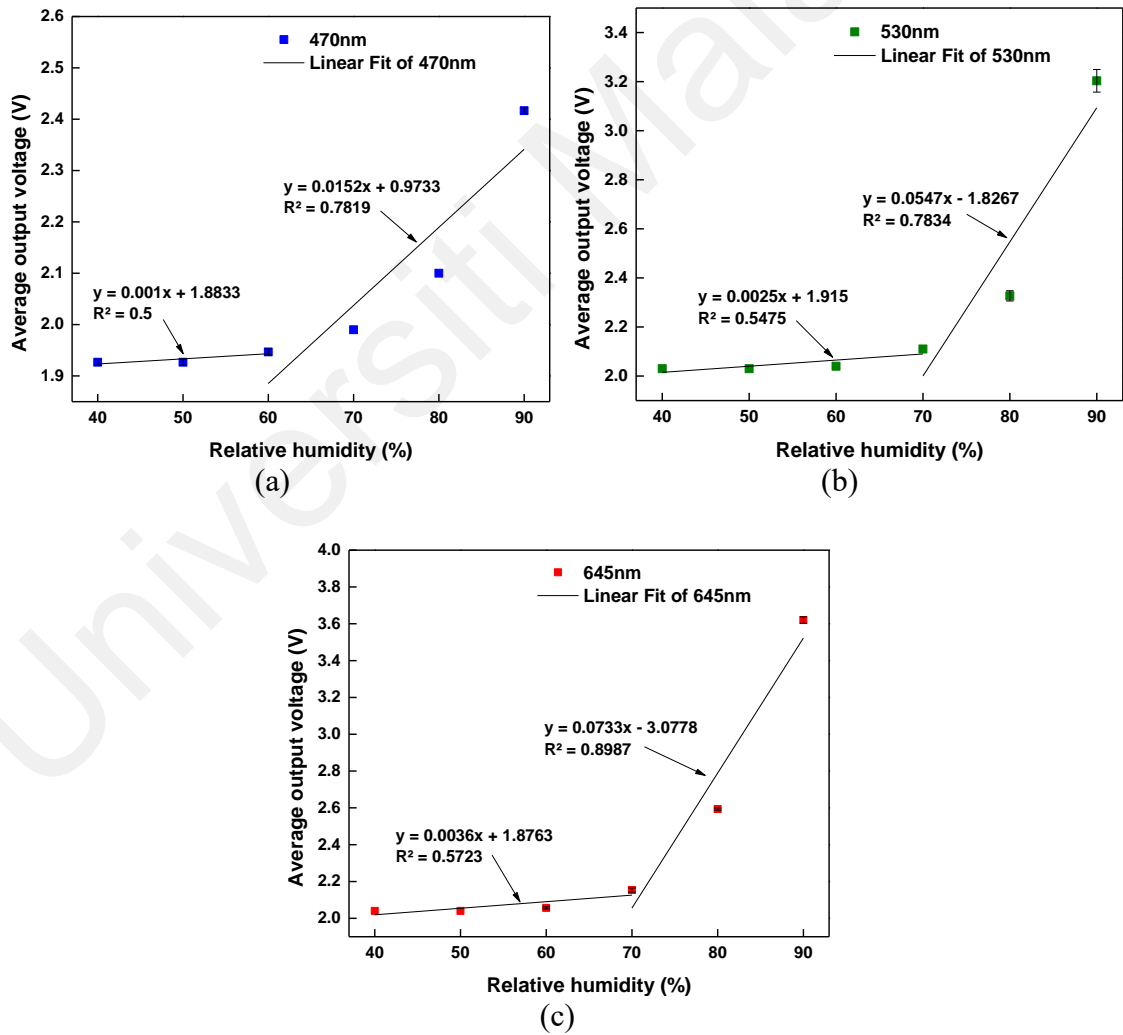 470nm
Linear Fit of 470nm
2.6
2.5
2.4
2.3
2.2
2.1
2.0
1.9
Average output voltage (V)
y = 0.0152x + 0.9733
R² = 0.7819
y = 0.001x + 1.8833
R² = 0.5
40 50 60 70 80 90
Relative humidity (%)
(a)
530nm
Linear Fit of 530nm
3.4
3.2
3.0
2.8
2.6
2.4
2.2
2.0
Average output voltage (V)
y = 0.0547x - 1.8267
R² = 0.7834
y = 0.0025x + 1.915
R² = 0.5475
40 50 60 70 80 90
Relative humidity (%)
(b)
645nm
Linear Fit of 645nm
4.0
3.8
3.6
3.4
3.2
3.0
2.8
2.6
2.4
2.2
2.0
Average output voltage (V)
y = 0.0733x - 3.0778
R² = 0.8987
y = 0.0036x + 1.8763
R² = 0.5723
40 50 60 70 80 90
Relative humidity (%)
(c)
Universiti Mala